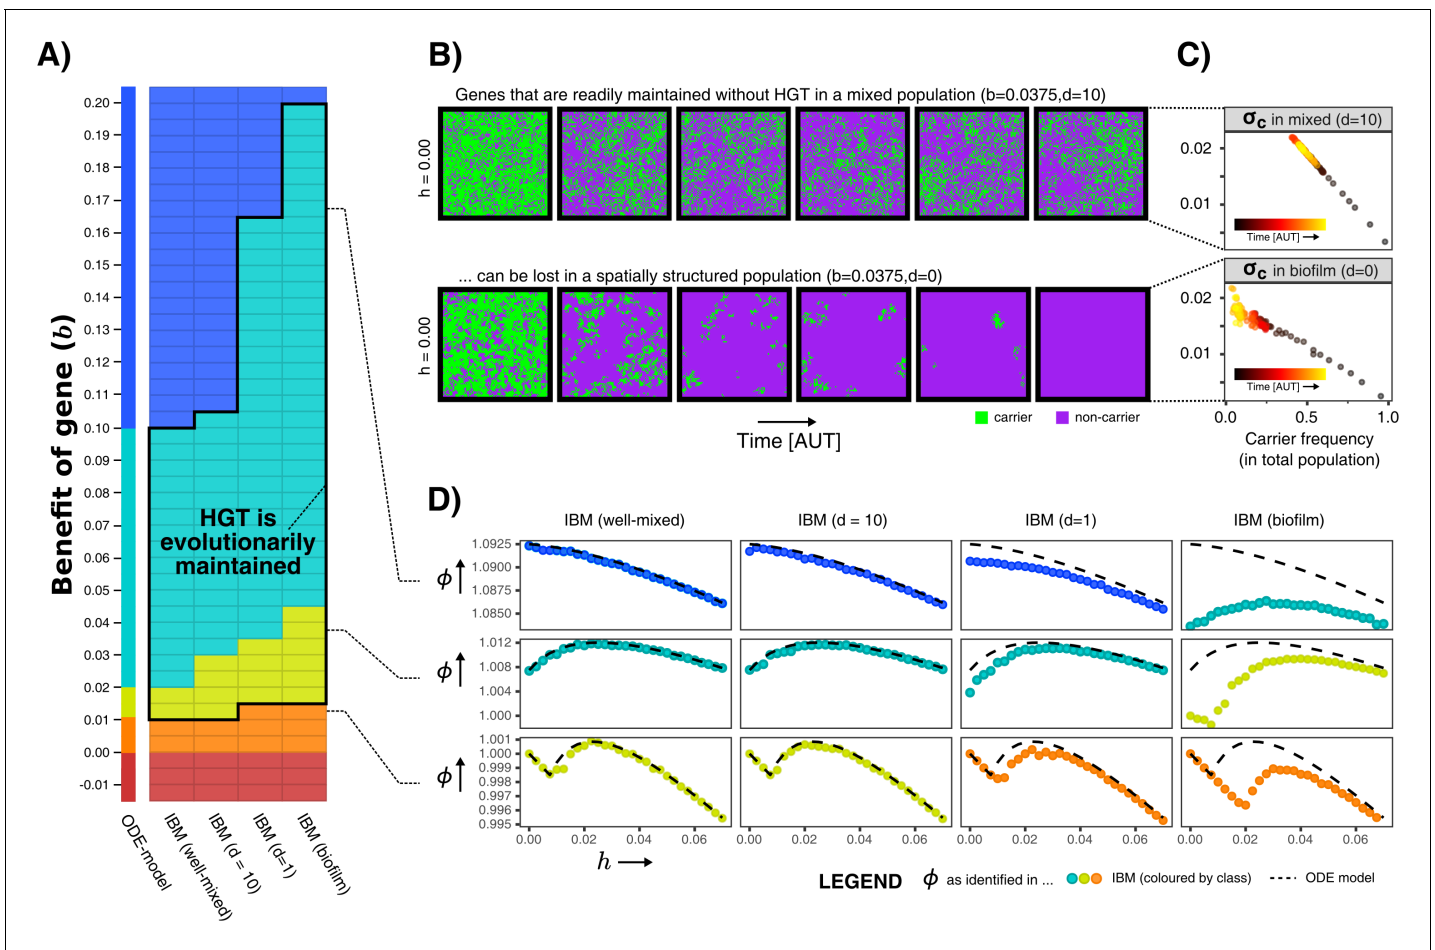 A)
0.20
0.19
0.18
0.17
0.16
0.15
0.14
0.13
0.12
0.11
0.10
0.09
0.08
0.07
0.06
0.05
0.04
0.03
0.02
0.01
0.00
-0.01
Benefit of gene (b)
HGT is
evolutionarily
maintained
ODE-model
IBM (well-mixed)
IBM (d = 10)
IBM (d=1)
IBM (biofilm)
B)
Genes that are readily maintained without HGT in a mixed population (b=0.0375,d=10)
h = 0.00
... can be lost in a spatially structured population (b=0.0375,d=0)
h = 0.00
carrier
non-carrier
Time [AUT]
C)
σc in mixed (d=10)
0.02
0.01
Time [AUT]
σc in biofilm (d=0)
0.02
0.01
Time [AUT]
0.0 0.5 1.0
Carrier frequency
(in total population)
D)
IBM (well-mixed) IBM (d = 10) IBM (d=1) IBM (biofilm)
ϕ
1.0925
1.0900
1.0875
1.0850
ϕ
1.012
1.008
1.004
1.000
ϕ
1.001
1.000
0.999
0.998
0.997
0.996
0.995
0.00 0.02 0.04 0.06 0.00 0.02 0.04 0.06 0.00 0.02 0.04 0.06 0.00 0.02 0.04 0.06
h
LEGEND ϕ as identified in ... IBM (coloured by class) ODE model